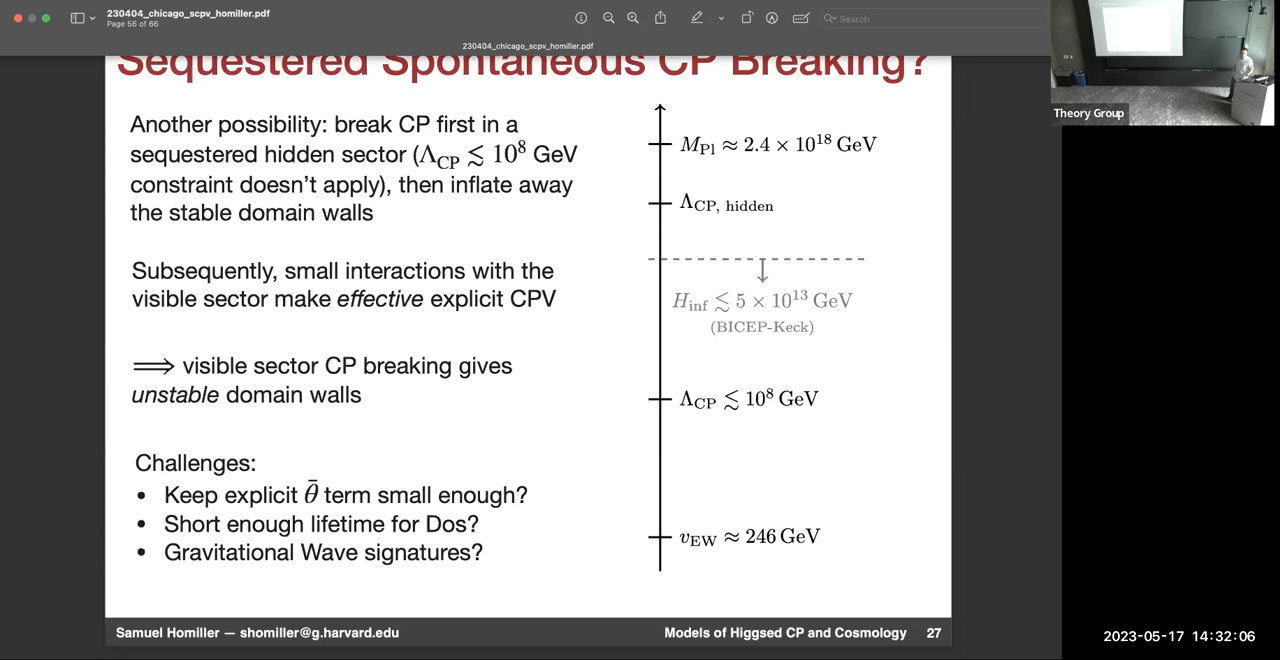 230404_chicago_scpv_homiller.pdf
Page 56 of 66
Search
230404_chicago_scpv_homiller.pdf
Theory Group
Sequestered Spontaneous CP Breaking?
Another possibility: break CP first in a
sequestered hidden sector (Λ_CP ≲ 10^8 GeV
constraint doesn't apply), then inflate away
the stable domain walls
Subsequently, small interactions with the
visible sector make effective explicit CPV
⟹ visible sector CP breaking gives
unstable domain walls
Challenges:
• Keep explicit θ̄ term small enough?
• Short enough lifetime for Dos?
• Gravitational Wave signatures?
M_Pl ≈ 2.4 × 10^18 GeV
Λ_CP, hidden
H_inf ≲ 5 × 10^13 GeV
(BICEP-Keck)
Λ_CP ≲ 10^8 GeV
v_EW ≈ 246 GeV
Samuel Homiller — shomiller@g.harvard.edu
Models of Higgsed CP and Cosmology 27
2023-05-17 14:32:06